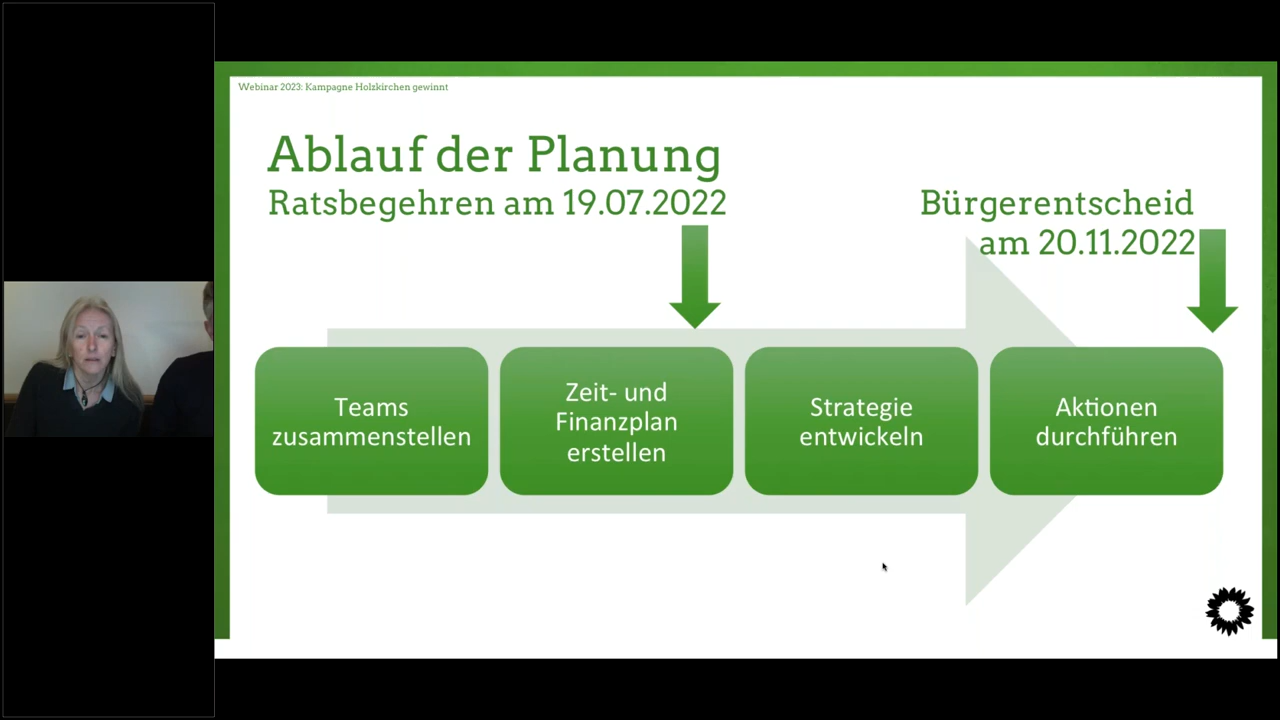 Webinar 2023: Kampagne Holzkirchen gewinnt
Ablauf der Planung
Ratsbegehren am 19.07.2022
Bürgerentscheid
am 20.11.2022
Teams
zusammenstellen
Zeit- und
Finanzplan
erstellen
Strategie
entwickeln
Aktionen
durchführen